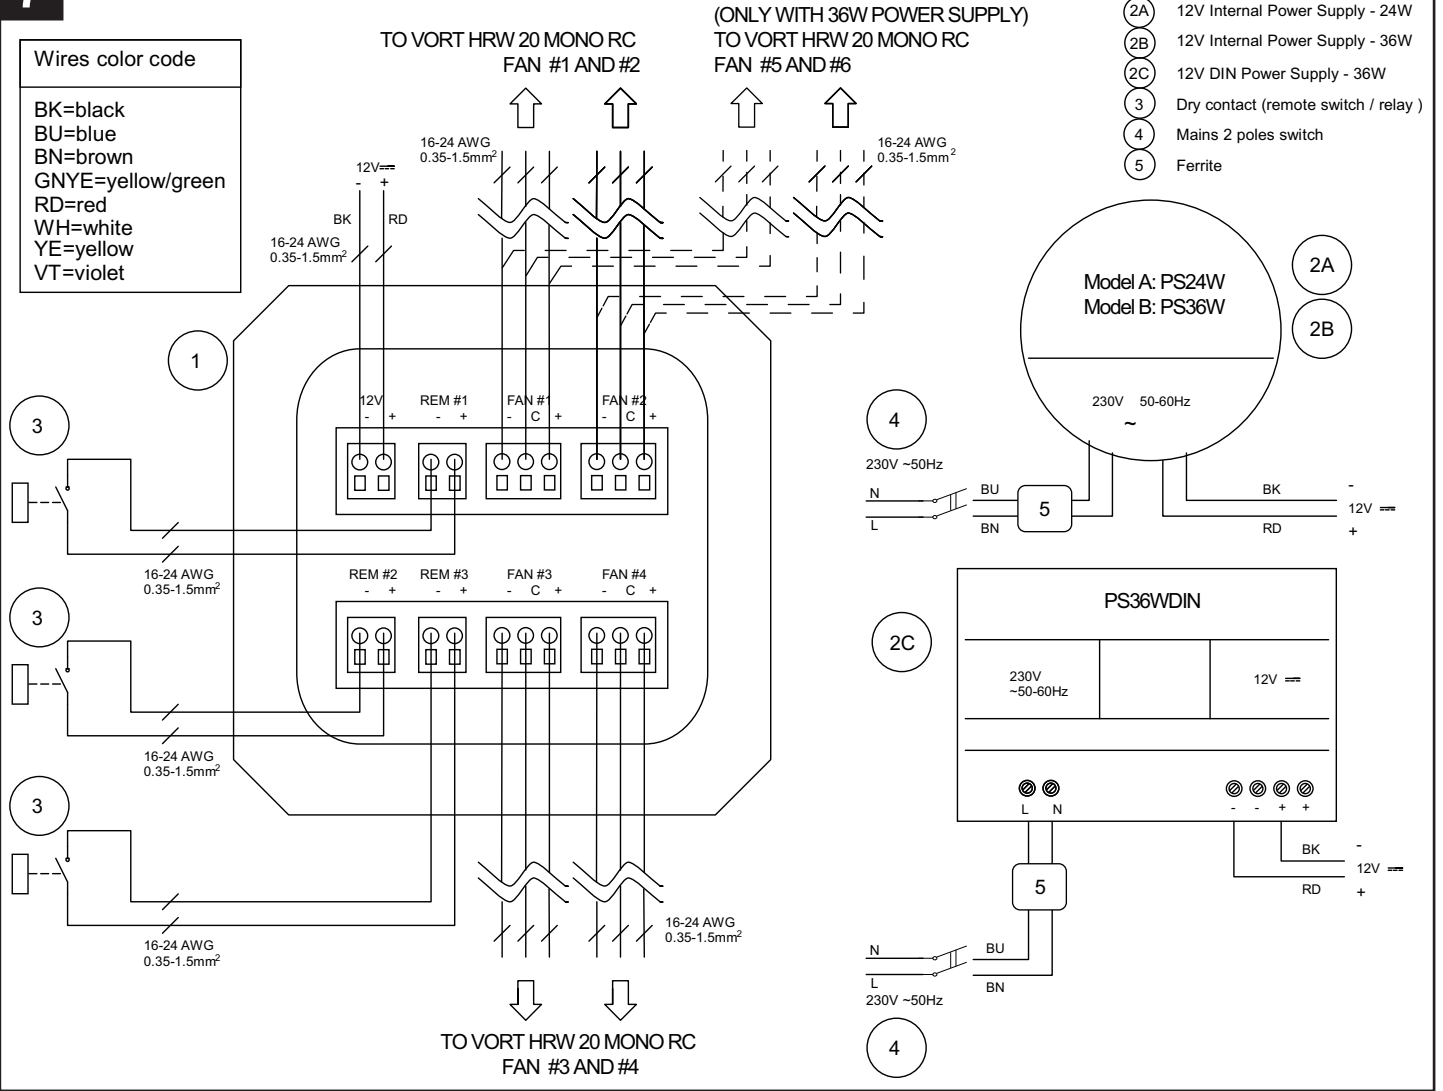 7
Wires color code
BK=black
BU=blue
BN=brown
GNYE=yellow/green
RD=red
WH=white
YE=yellow
VT=violet
TO VORT HRW 20 MONO RC
FAN #1 AND #2
(ONLY WITH 36W POWER SUPPLY)
TO VORT HRW 20 MONO RC
FAN #5 AND #6
2A 12V Internal Power Supply - 24W
2B 12V Internal Power Supply - 36W
2C 12V DIN Power Supply - 36W
3 Dry contact (remote switch / relay )
4 Mains 2 poles switch
5 Ferrite
16-24 AWG
0.35-1.5mm²
16-24 AWG
0.35-1.5mm²
12V
- +
BK RD
16-24 AWG
0.35-1.5mm²
1
12V REM #1 FAN #1 FAN #2
- + - + - C + - C +
3
16-24 AWG
0.35-1.5mm²
REM #2 REM #3 FAN #3 FAN #4
- + - + - C + - C +
3
16-24 AWG
0.35-1.5mm²
3
16-24 AWG
0.35-1.5mm²
16-24 AWG
0.35-1.5mm²
TO VORT HRW 20 MONO RC
FAN #3 AND #4
Model A: PS24W
Model B: PS36W
2A
2B
230V 50-60Hz
~
4
230V ~50Hz
N BU
L BN
5
BK -
12V
RD +
2C
PS36WDIN
230V
~50-60Hz
12V
L N - - + +
BK -
12V
RD +
5
N BU
L BN
230V ~50Hz
4